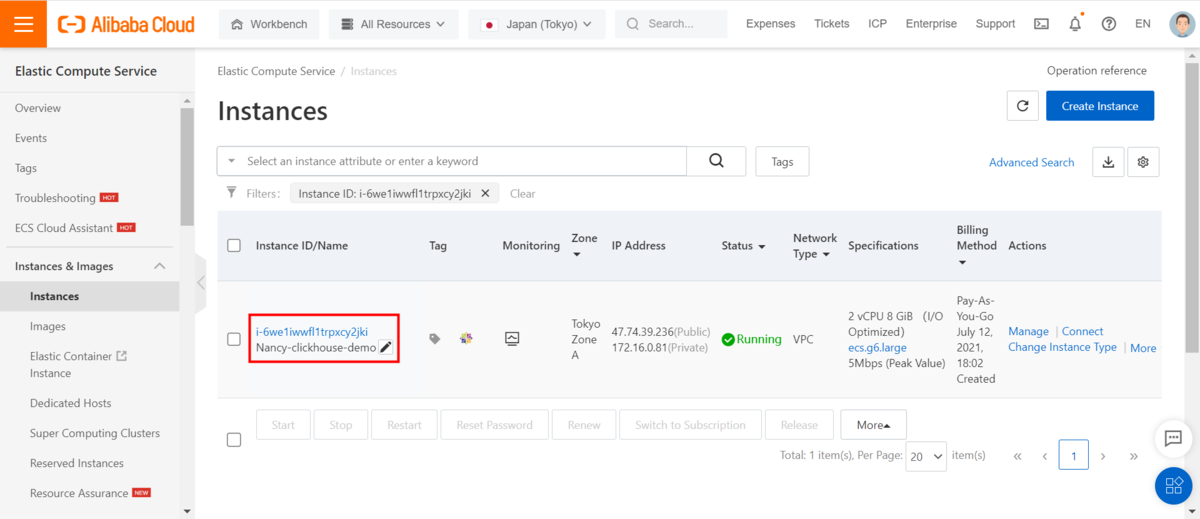 Alibaba Cloud
Workbench
All Resources
Japan (Tokyo)
Search...
Expenses
Tickets
ICP
Enterprise
Support
EN
Elastic Compute Service
Overview
Events
Tags
Troubleshooting HOT
ECS Cloud Assistant HOT
Instances & Images
Instances
Images
Elastic Container
Instance
Dedicated Hosts
Super Computing Clusters
Reserved Instances
Resource Assurance NEW
Elastic Compute Service / Instances
Operation reference
Instances
Create Instance
Select an instance attribute or enter a keyword
Tags
Advanced Search
Filters:
Instance ID: i-6we1iwwfl1trpxcy2jki
Clear
Instance ID/Name
Tag
Monitoring
Zone
IP Address
Status
Network
Type
Specifications
Billing
Method
Actions
i-6we1iwwfl1trpxcy2jki
Nancy-clickhouse-demo
Tokyo
Zone
A
47.74.39.236(Public)
172.16.0.81(Private)
Running
VPC
2 vCPU 8 GiB (I/O
Optimized)
ecs.g6.large
5Mbps (Peak Value)
Pay-As-
You-Go
July 12,
2021,
18:02
Created
Manage | Connect
Change Instance Type | More
Start
Stop
Restart
Reset Password
Renew
Switch to Subscription
Release
More
Total: 1 item(s), Per Page: 20 item(s)
« ‹ 1 › »